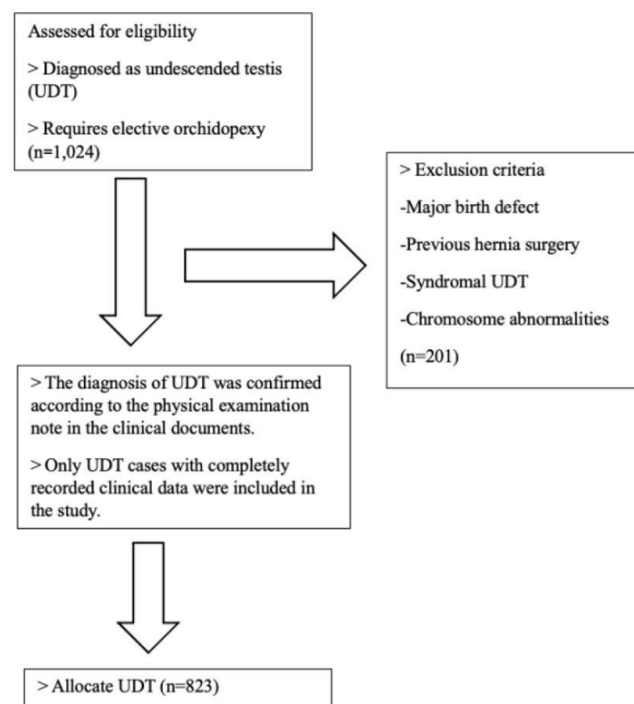 Assessed for eligibility
> Diagnosed as undescended testis
(UDT)
> Requires elective orchidopexy
(n=1,024)
> Exclusion criteria
-Major birth defect
-Previous hernia surgery
-Syndromal UDT
-Chromosome abnormalities
(n=201)
> The diagnosis of UDT was confirmed
according to the physical examination
note in the clinical documents.
> Only UDT cases with completely
recorded clinical data were included in
the study.
> Allocate UDT (n=823)